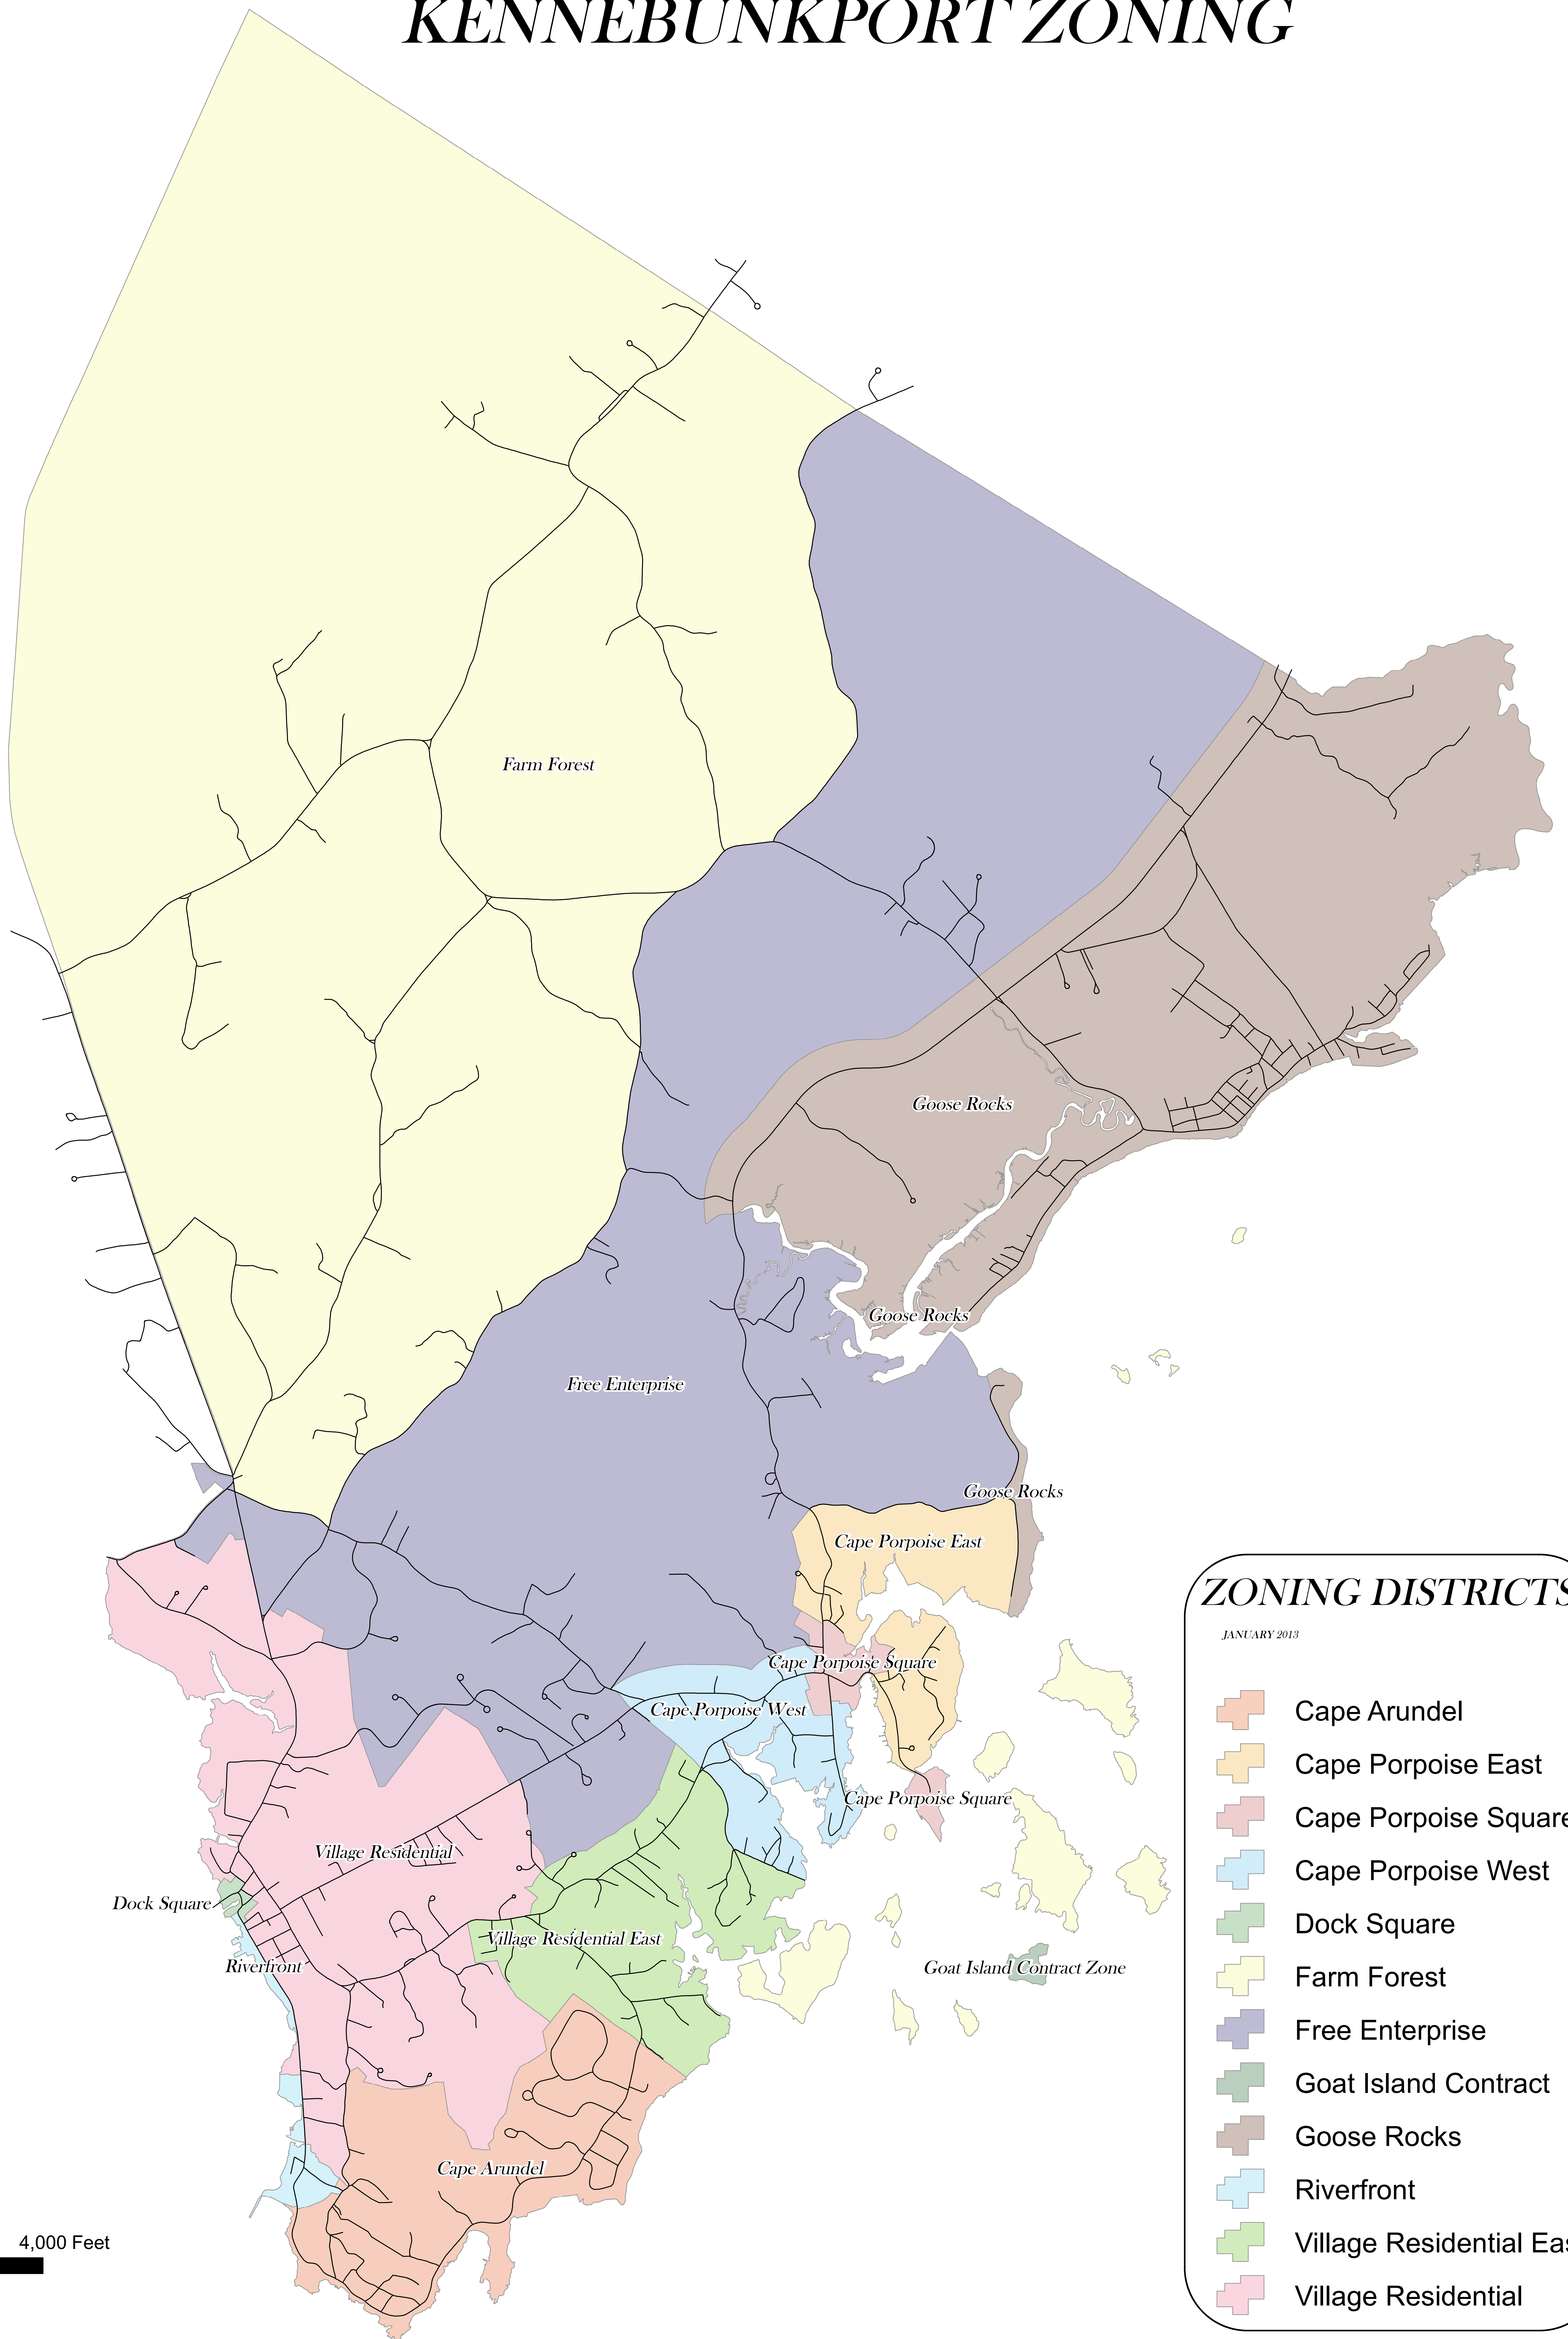 KENNEBUNKPORT ZONING
Farm Forest
Goose Rocks
Goose Rocks
Free Enterprise
Goose Rocks
Cape Porpoise East
Cape Porpoise Square
Cape Porpoise West
Cape Porpoise Square
Village Residential
Dock Square
Village Residential East
Riverfront
Goat Island Contract Zone
Cape Arundel
4,000 Feet
ZONING DISTRICTS
JANUARY 2013
Cape Arundel
Cape Porpoise East
Cape Porpoise Square
Cape Porpoise West
Dock Square
Farm Forest
Free Enterprise
Goat Island Contract
Goose Rocks
Riverfront
Village Residential Eas
Village Residential